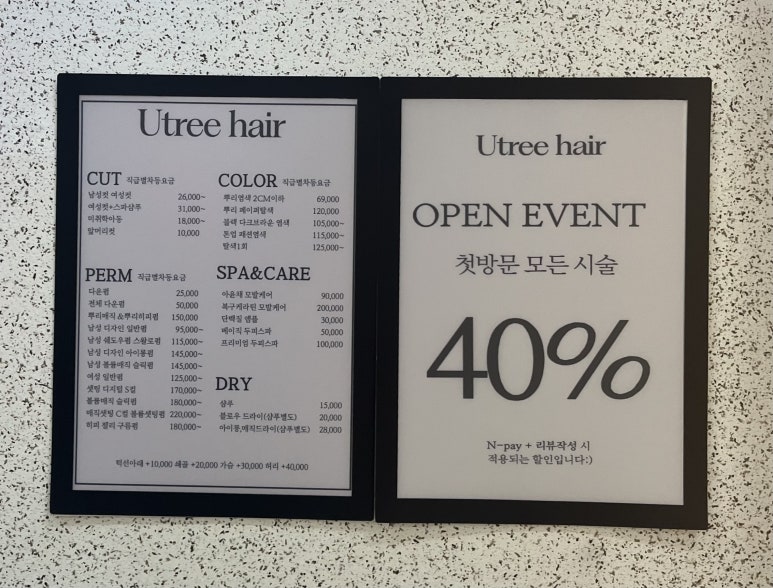 Utree hair
CUT 직급별차등요금
남성컷 여성컷 26,000~
여성컷+스파샴푸 31,000~
미취학아동 18,000~
앞머리컷 10,000
PERM 직급별차등요금
다운펌 25,000
전체 다운펌 50,000
뿌리매직&뿌리히피펌 150,000
남성 디자인 일반펌 95,000~
남성 쉐도우펌 스왈로펌 115,000~
남성 디자인 아이롱펌 145,000~
남성 볼륨매직 슬릭펌 145,000~
여성 일반펌 125,000~
셋팅 디지털 S컬 170,000~
볼륨매직 슬릭펌 180,000~
매직셋팅 C컬 볼륨셋팅펌 220,000~
히피 젤리 구름펌 180,000~
COLOR 직급별차등요금
뿌리염색 2CM이하 69,000
뿌리 페이퍼탈색 120,000
블랙 다크브라운 염색 105,000~
톤업 패션염색 115,000~
탈색1회 125,000~
SPA&CARE
아윤채 모발케어 90,000
복구케라틴 모발케어 200,000
단백질 앰플 30,000
베이직 두피스파 50,000
프리미엄 두피스파 100,000
DRY
샴푸 15,000
블로우 드라이(샴푸별도) 20,000
아이롱,매직드라이(샴푸별도) 28,000
턱선아래 +10,000 쇄골 +20,000 가슴 +30,000 허리 +40,000
Utree hair
OPEN EVENT
첫방문 모든 시술
40%
N-pay + 리뷰작성 시
적용되는 할인입니다:)